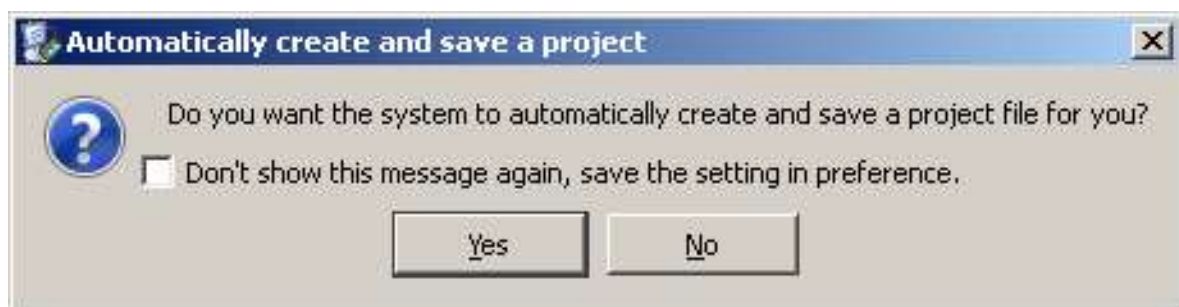 Automatically create and save a project
Do you want the system to automatically create and save a project file for you?
Don't show this message again, save the setting in preference.
Yes No